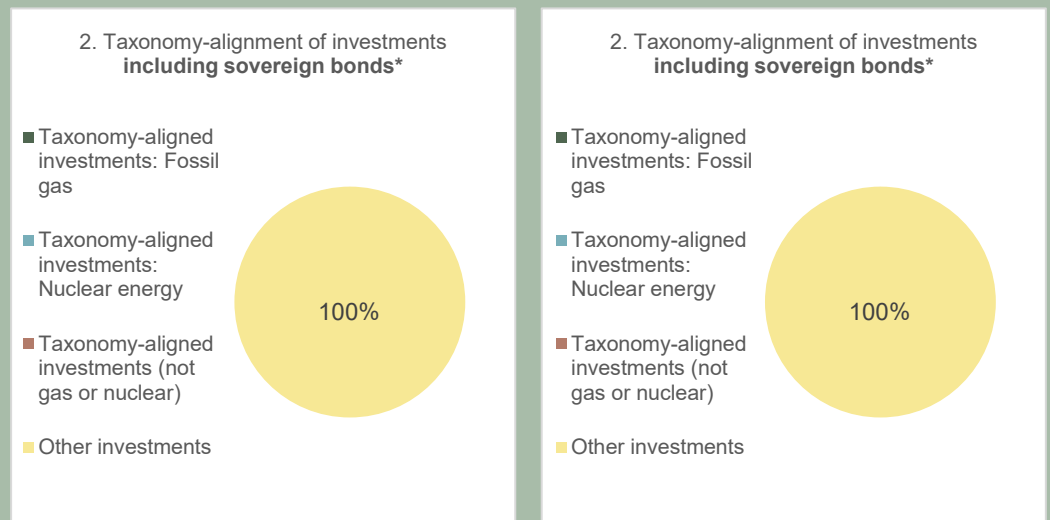 2. Taxonomy-alignment of investments
including sovereign bonds*
Taxonomy-aligned
investments: Fossil
gas
Taxonomy-aligned
investments:
Nuclear energy
Taxonomy-aligned
investments (not
gas or nuclear)
Other investments
100%
2. Taxonomy-alignment of investments
including sovereign bonds*
Taxonomy-aligned
investments: Fossil
gas
Taxonomy-aligned
investments:
Nuclear energy
Taxonomy-aligned
investments (not
gas or nuclear)
Other investments
100%